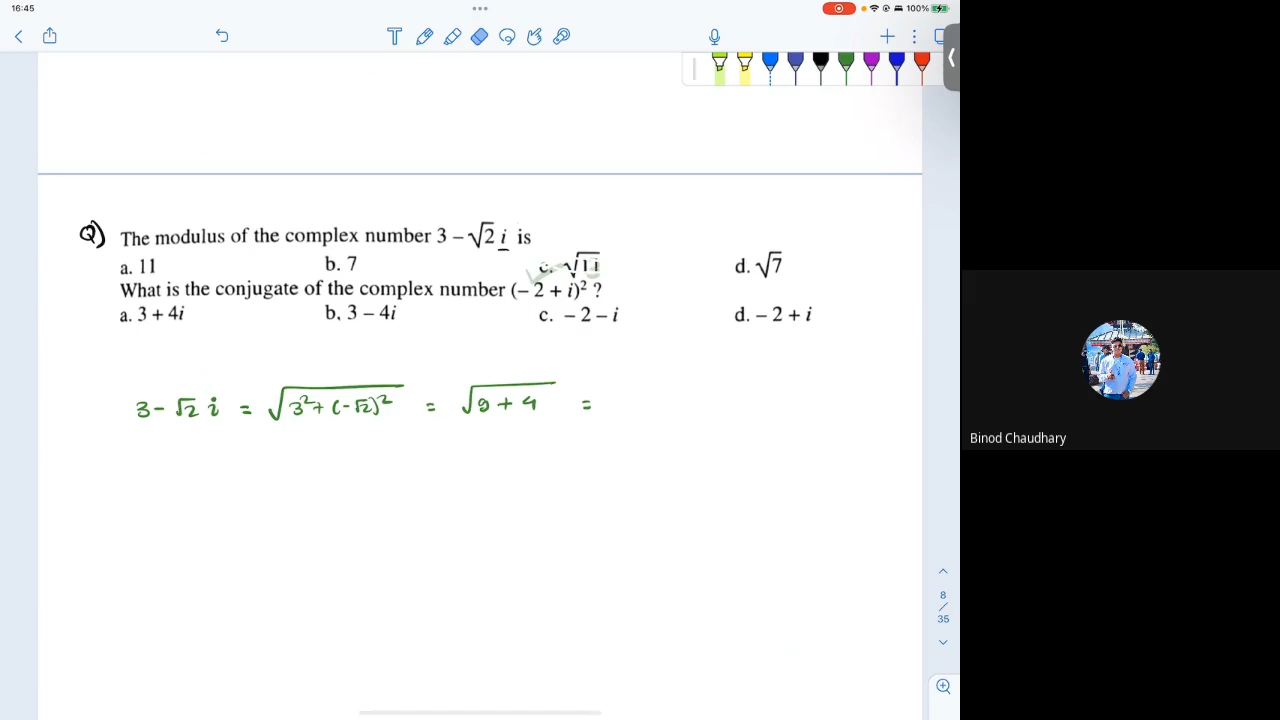 16:45
100%
Q) The modulus of the complex number 3 – √2 i is
a. 11 b. 7 c. √11 d. √7
What is the conjugate of the complex number (– 2 + i)² ?
a. 3 + 4i b. 3 – 4i c. – 2 – i d. – 2 + i
3 - √2 i = √(3² + (-√2)²) = √(9 + 4) =
Binod Chaudhary
8
/
35